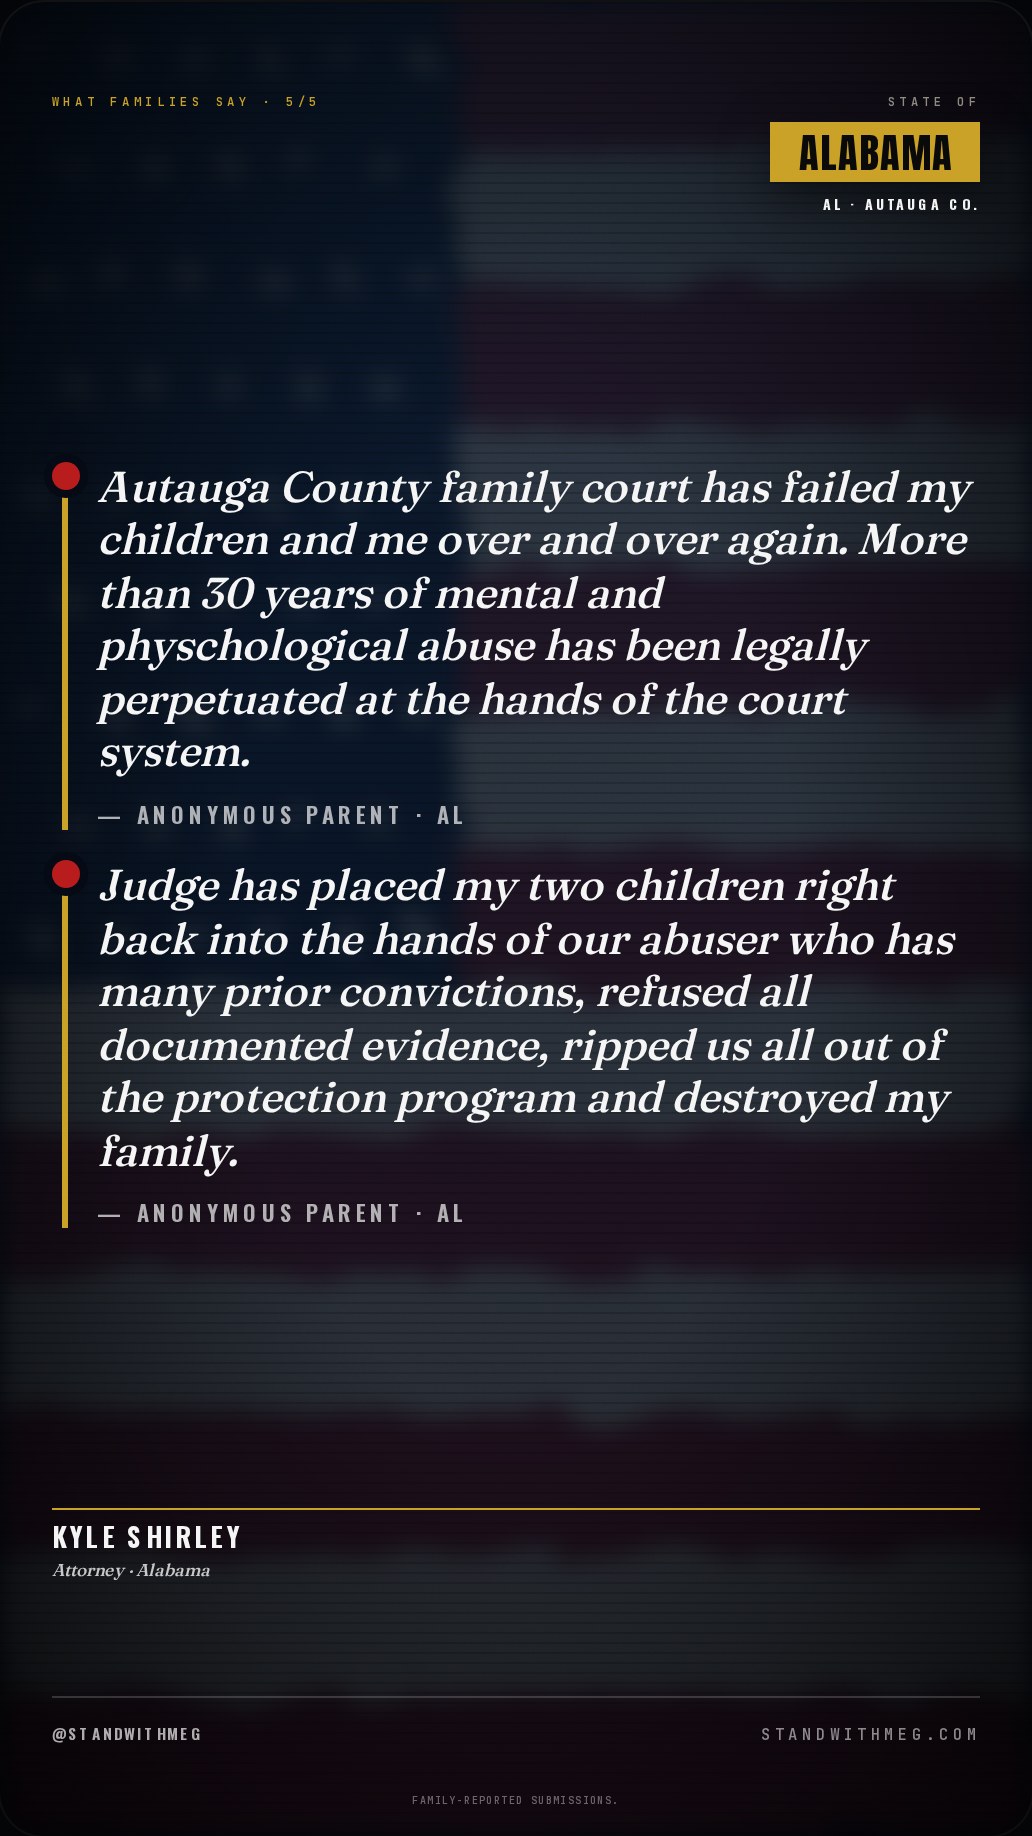 WHAT FAMILIES SAY · 5/5
STATE OF
ALABAMA
AL · AUTAUGA CO.
Autauga County family court has failed my
children and me over and over again. More
than 30 years of mental and
physchological abuse has been legally
perpetuated at the hands of the court
system.
— ANONYMOUS PARENT · AL
Judge has placed my two children right
back into the hands of our abuser who has
many prior convictions, refused all
documented evidence, ripped us all out of
the protection program and destroyed my
family.
— ANONYMOUS PARENT · AL
KYLE SHIRLEY
Attorney · Alabama
@STANDWITHMEG
STANDWITHMEG.COM
FAMILY-REPORTED SUBMISSIONS.